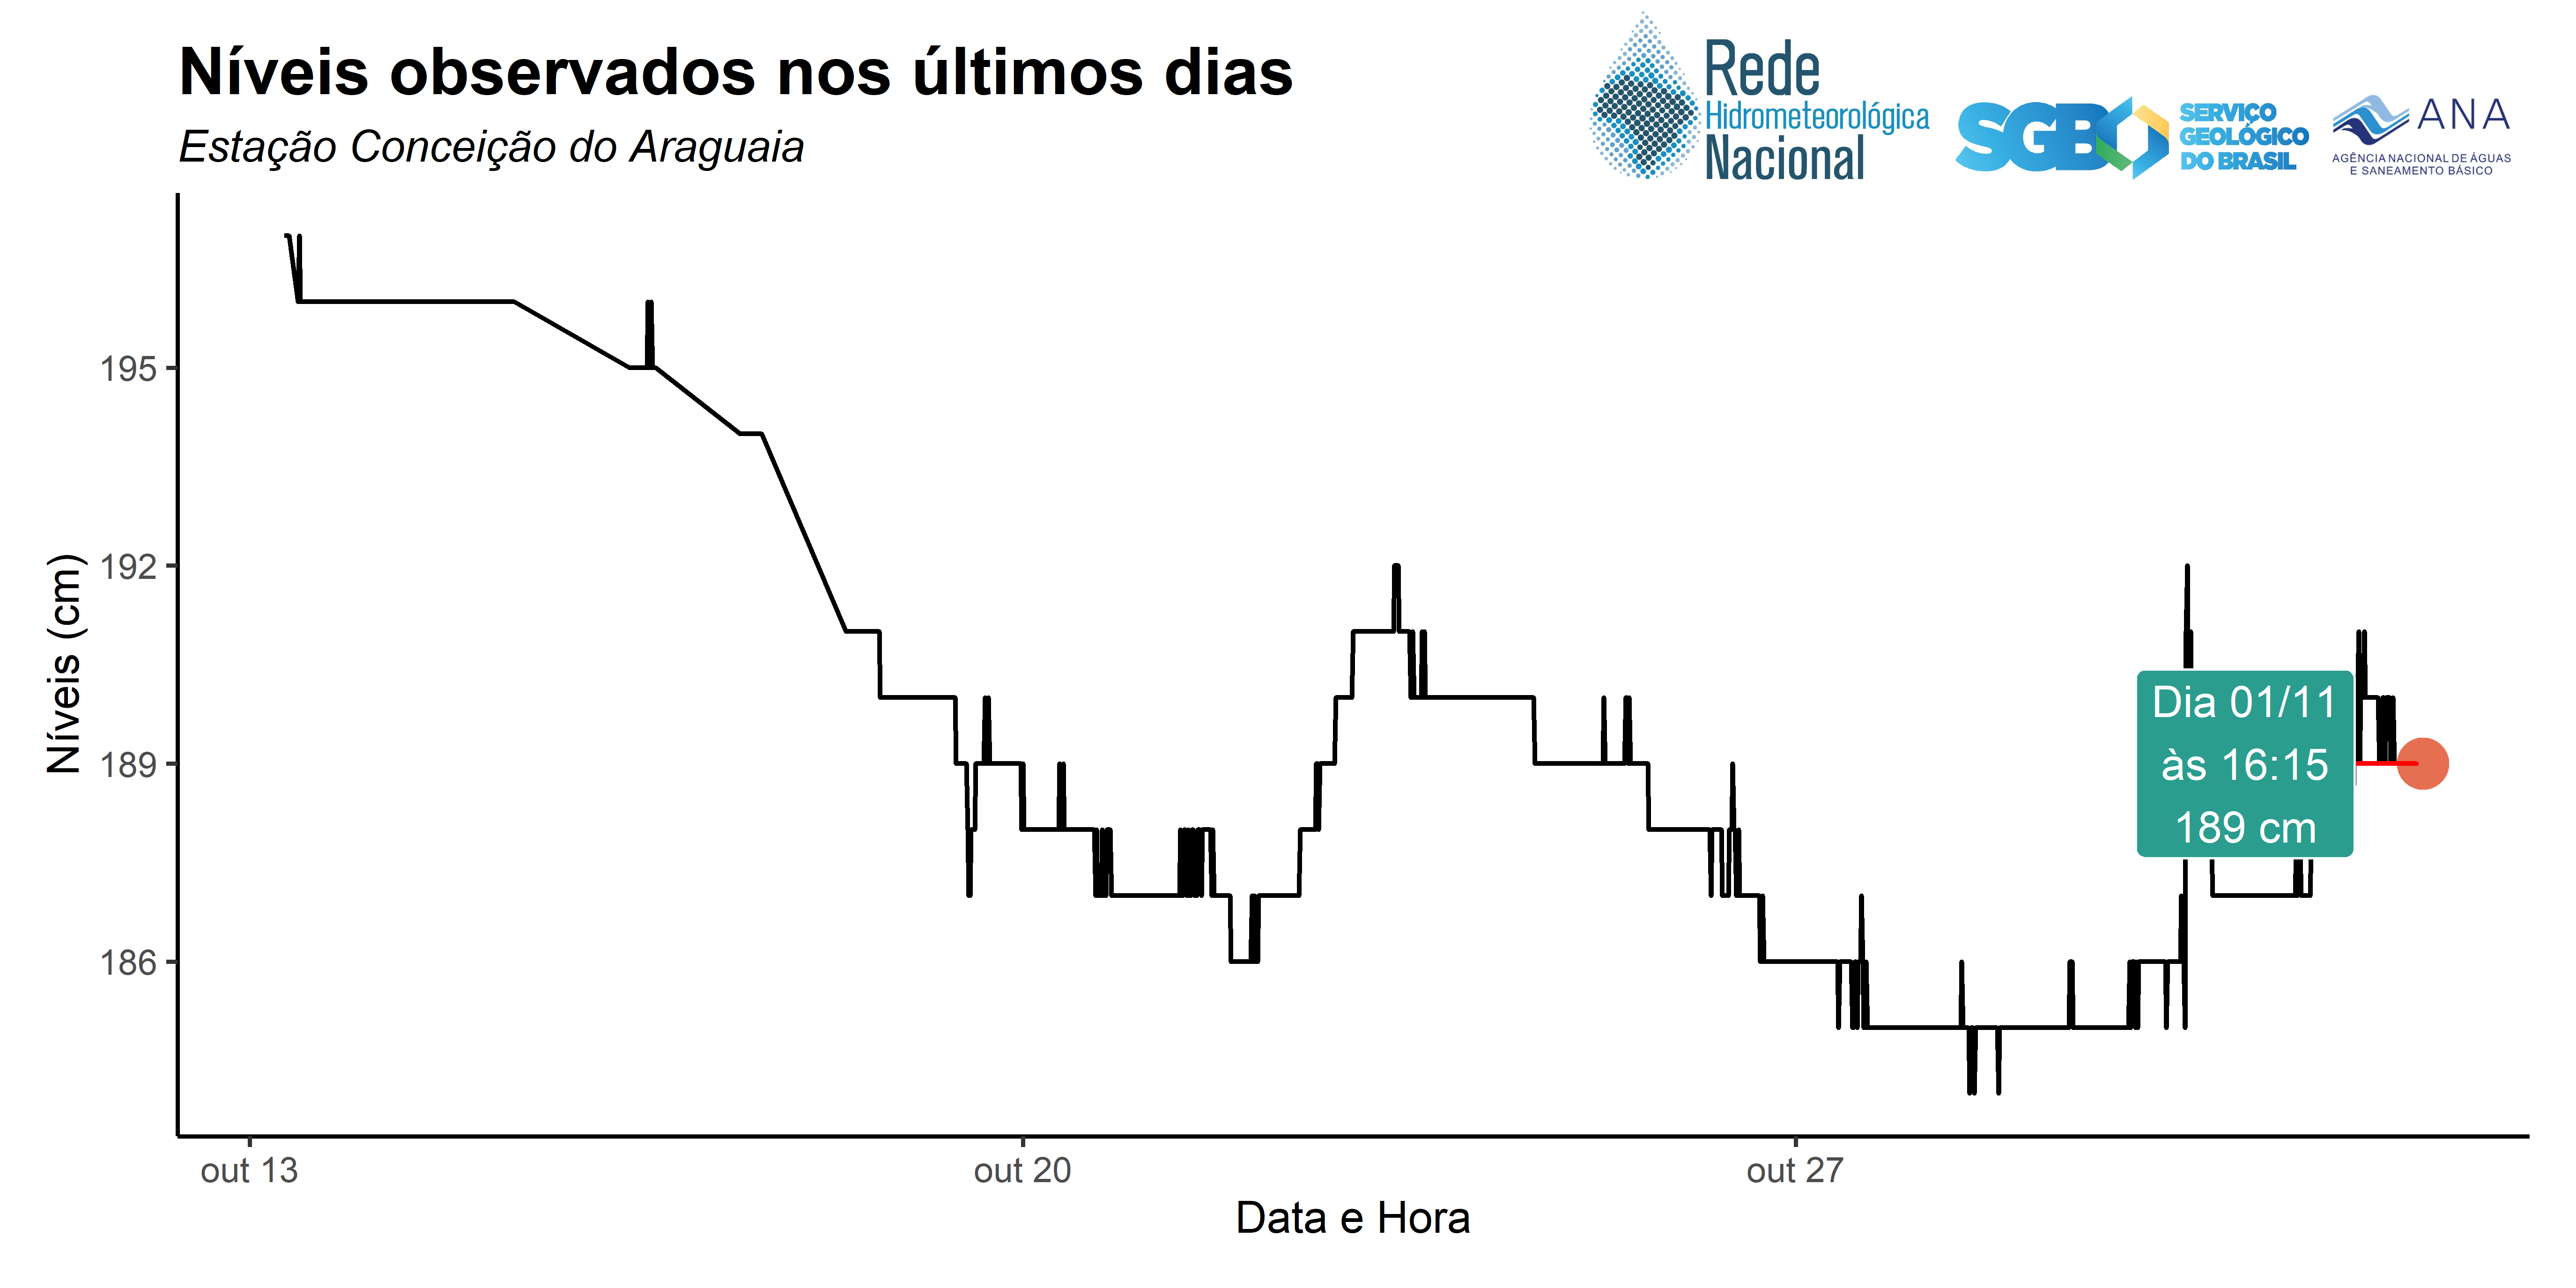 Níveis observados nos últimos dias
Estação Conceição do Araguaia
Rede
Hidrometeorológica
Nacional
SGB
SERVIÇO
GEOLÓGICO
DO BRASIL
ANA
AGÊNCIA NACIONAL DE ÁGUAS
E SANEAMENTO BÁSICO
Níveis (cm)
195
192
189
186
Dia 01/11
às 16:15
189 cm
out 13
out 20
out 27
Data e Hora